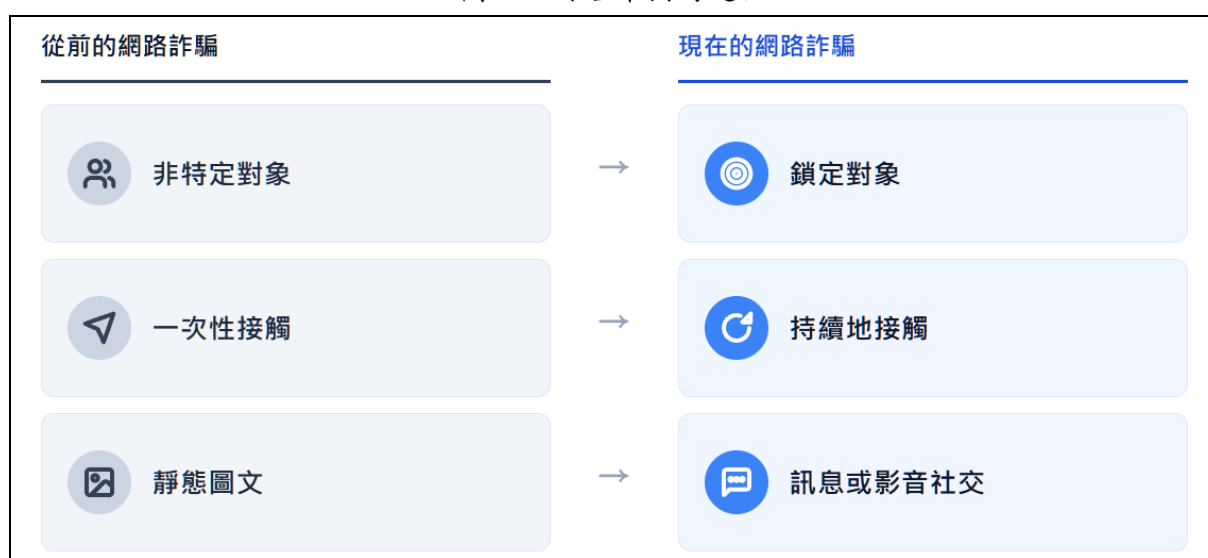 從前的網路詐騙
現在的網路詐騙
非特定對象
→
鎖定對象
一次性接觸
→
持續地接觸
靜態圖文
→
訊息或影音社交